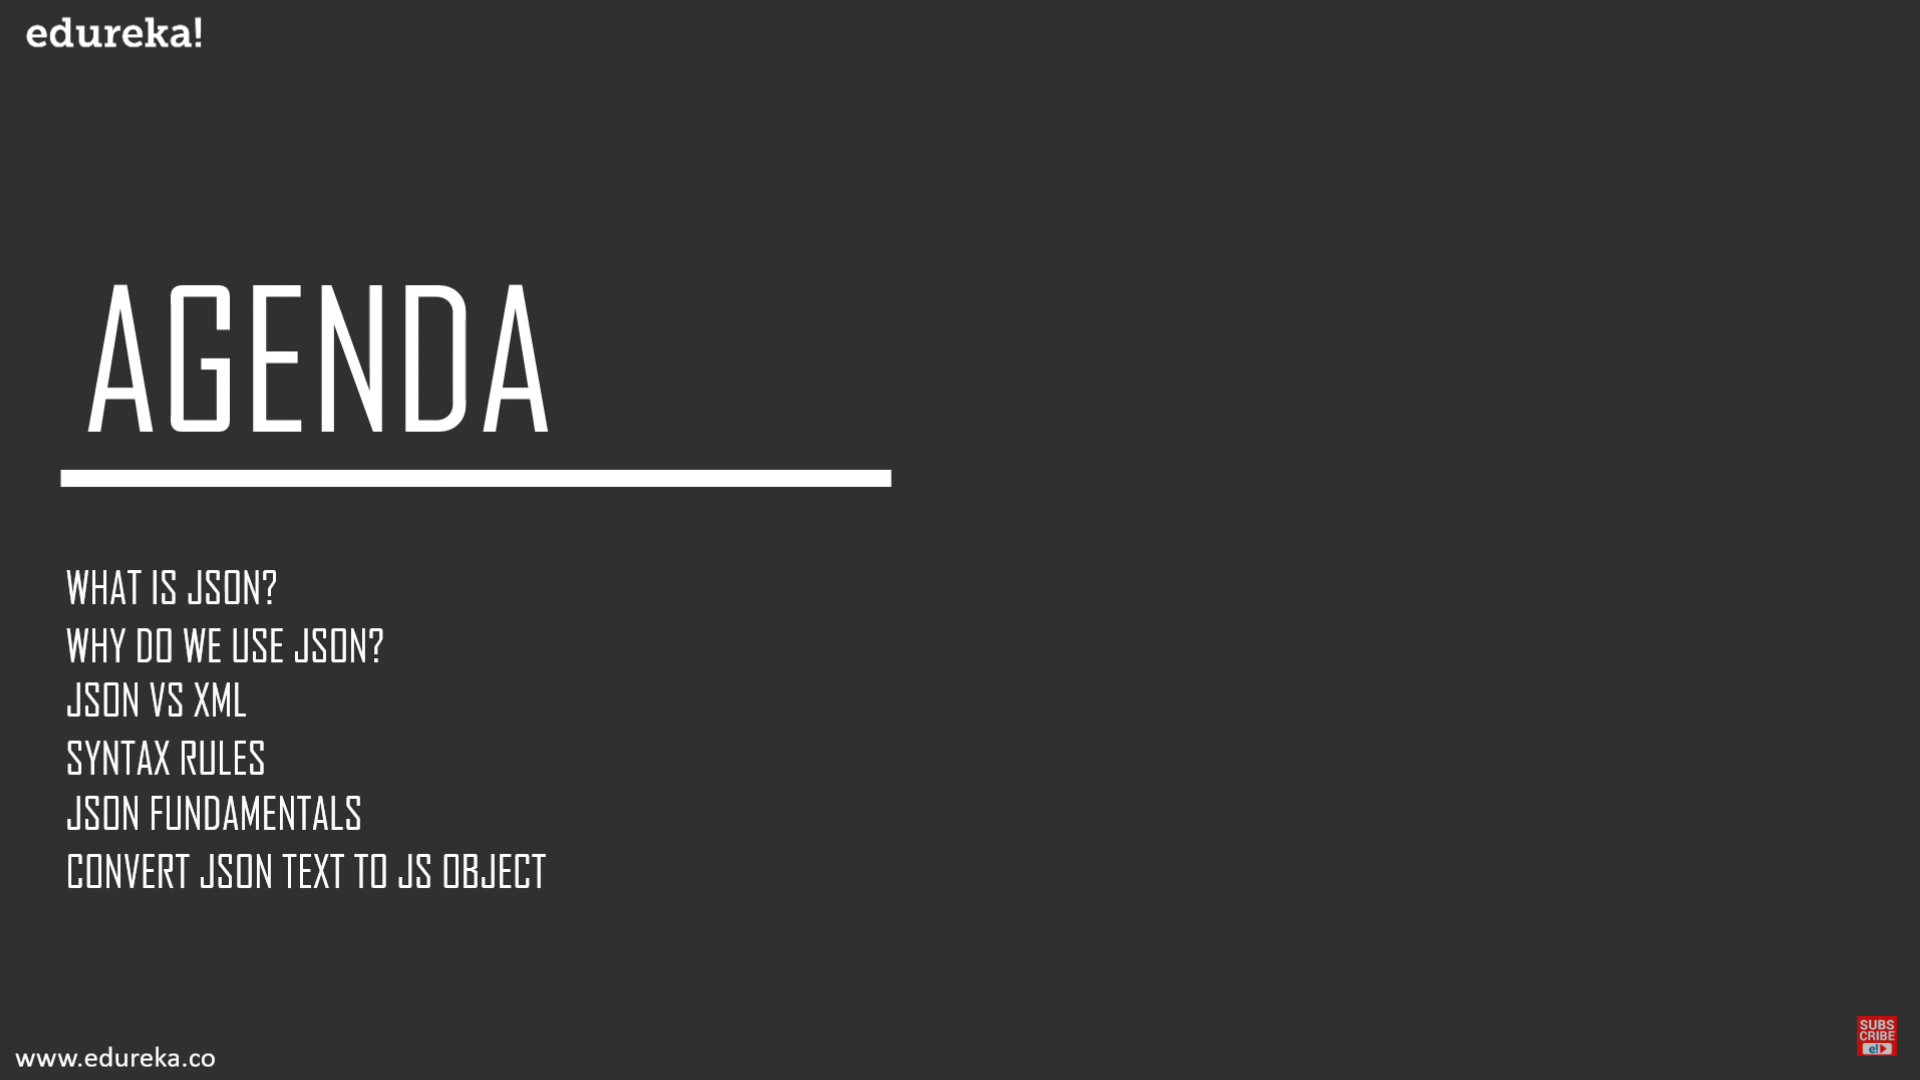 edureka!
AGENDA
WHAT IS JSON?
WHY DO WE USE JSON?
JSON VS XML
SYNTAX RULES
JSON FUNDAMENTALS
CONVERT JSON TEXT TO JS OBJECT
SUBS
CRIBE
e!
www.edureka.co